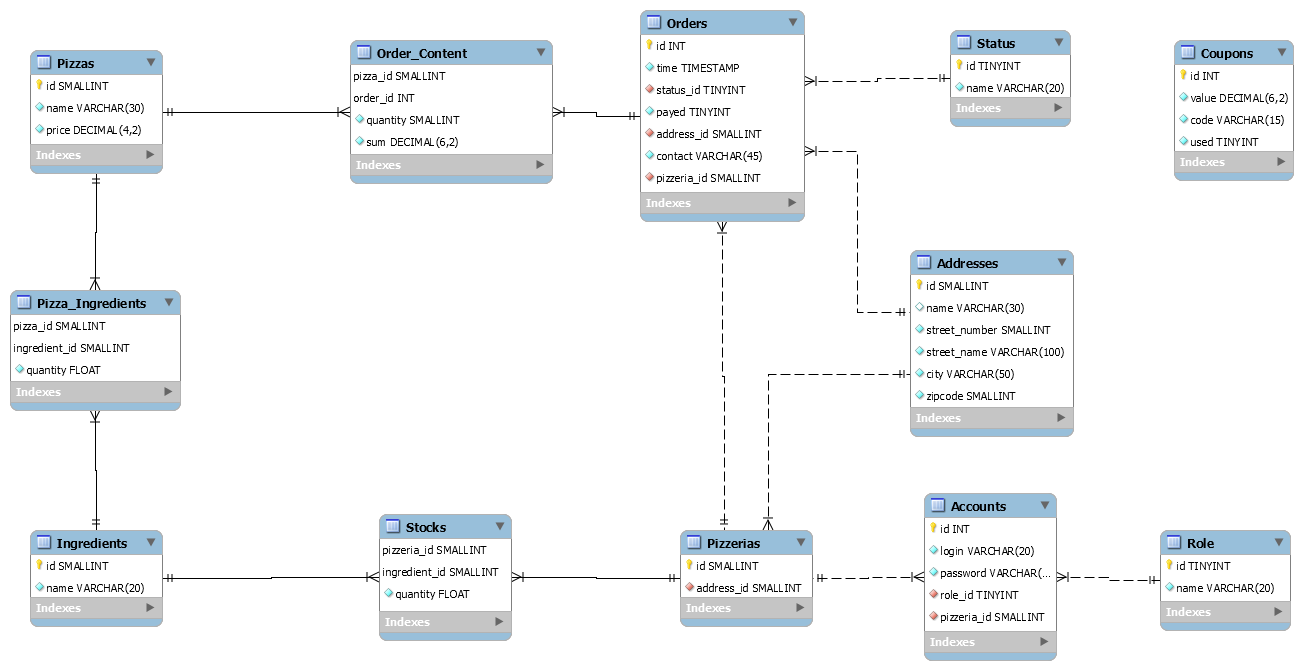 Pizzas
id SMALLINT
name VARCHAR(30)
price DECIMAL(4,2)
Indexes
Order_Content
pizza_id SMALLINT
order_id INT
quantity SMALLINT
sum DECIMAL(6,2)
Indexes
Orders
id INT
time TIMESTAMP
status_id TINYINT
payed TINYINT
address_id SMALLINT
contact VARCHAR(45)
pizzeria_id SMALLINT
Indexes
Status
id TINYINT
name VARCHAR(20)
Indexes
Coupons
id INT
value DECIMAL(6,2)
code VARCHAR(15)
used TINYINT
Indexes
Addresses
id SMALLINT
name VARCHAR(30)
street_number SMALLINT
street_name VARCHAR(100)
city VARCHAR(50)
zipcode SMALLINT
Indexes
Pizza_Ingredients
pizza_id SMALLINT
ingredient_id SMALLINT
quantity FLOAT
Indexes
Ingredients
id SMALLINT
name VARCHAR(20)
Indexes
Stocks
pizzeria_id SMALLINT
ingredient_id SMALLINT
quantity FLOAT
Indexes
Pizzerias
id SMALLINT
address_id SMALLINT
Indexes
Accounts
id INT
login VARCHAR(20)
password VARCHAR(...
role_id TINYINT
pizzeria_id SMALLINT
Indexes
Role
id TINYINT
name VARCHAR(20)
Indexes